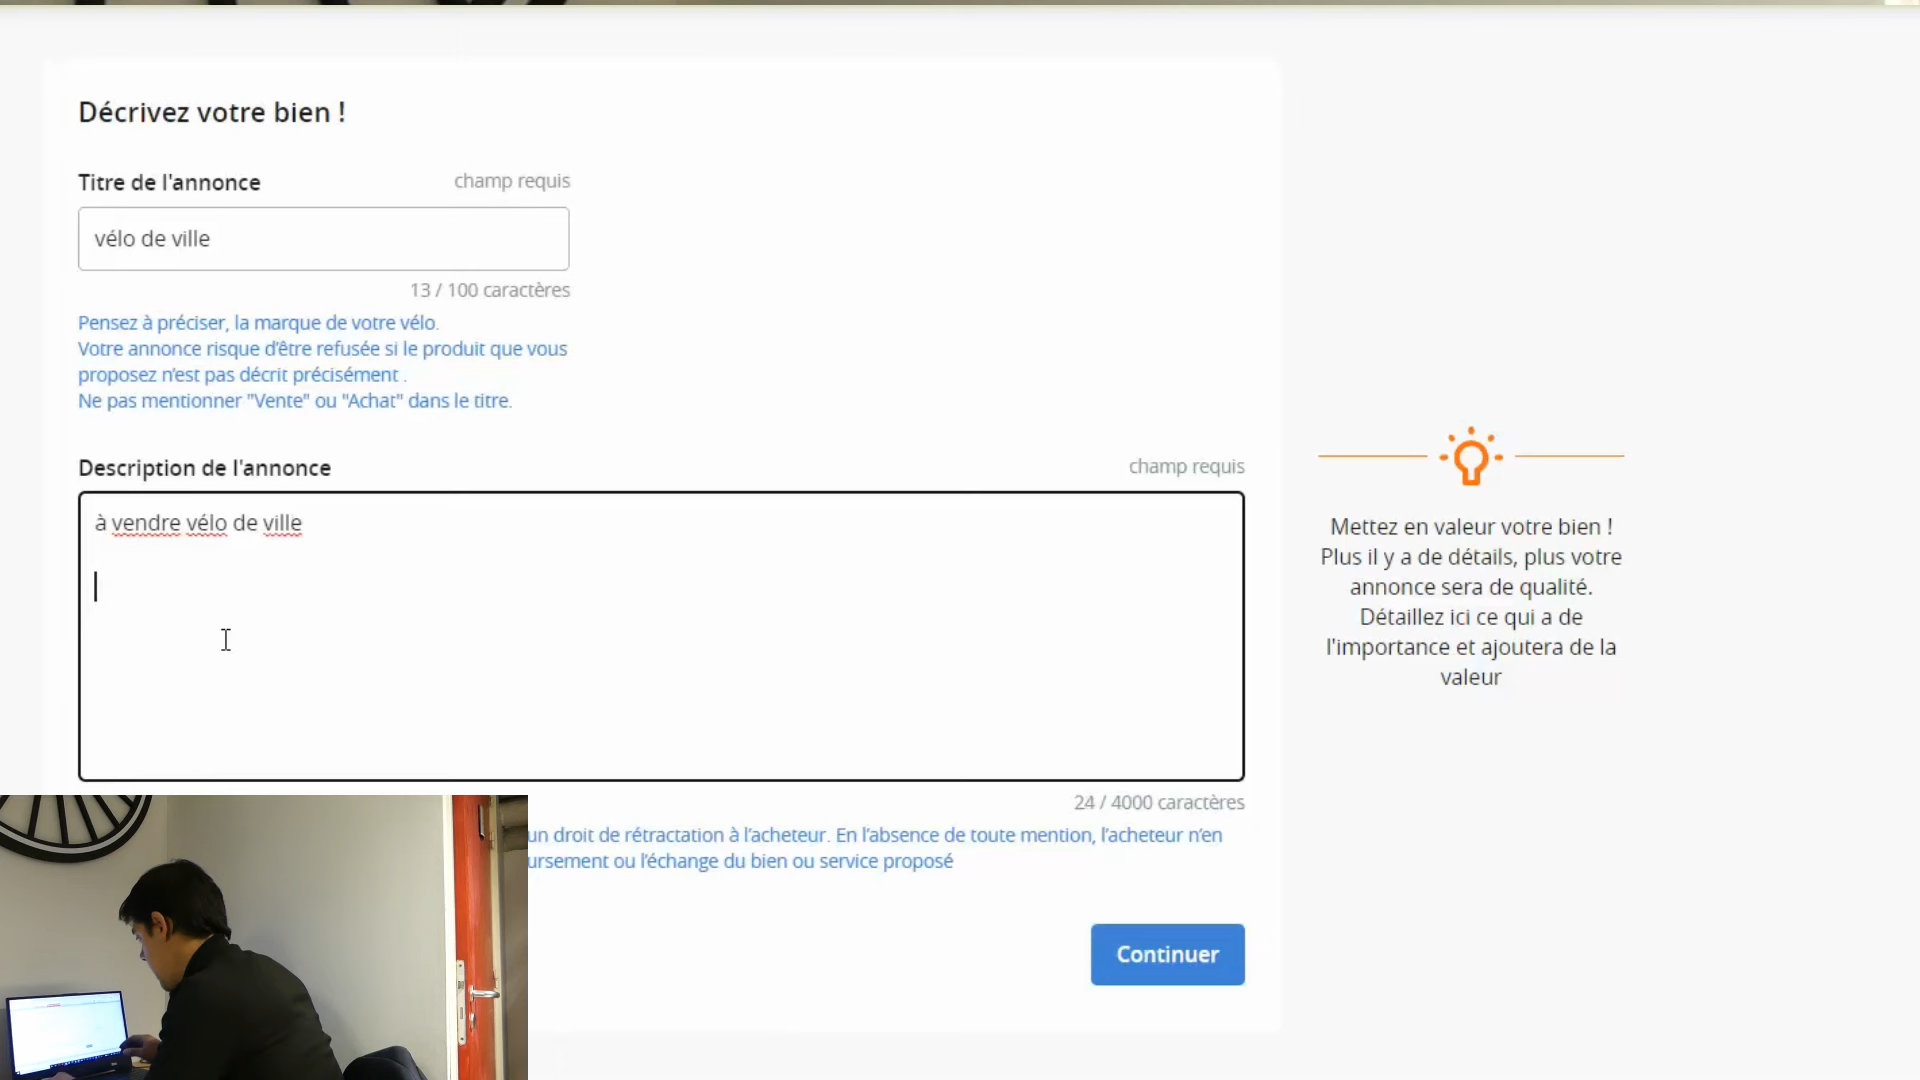 Décrivez votre bien !
Titre de l'annonce
champ requis
vélo de ville
13 / 100 caractères
Pensez à préciser, la marque de votre vélo.
Votre annonce risque d’être refusée si le produit que vous
proposez n’est pas décrit précisément .
Ne pas mentionner "Vente" ou "Achat" dans le titre.
Description de l'annonce
champ requis
à vendre vélo de ville
24 / 4000 caractères
un droit de rétractation à l’acheteur. En l’absence de toute mention, l’acheteur n’en
ursement ou l’échange du bien ou service proposé
Continuer
Mettez en valeur votre bien !
Plus il y a de détails, plus votre
annonce sera de qualité.
Détaillez ici ce qui a de
l'importance et ajoutera de la
valeur